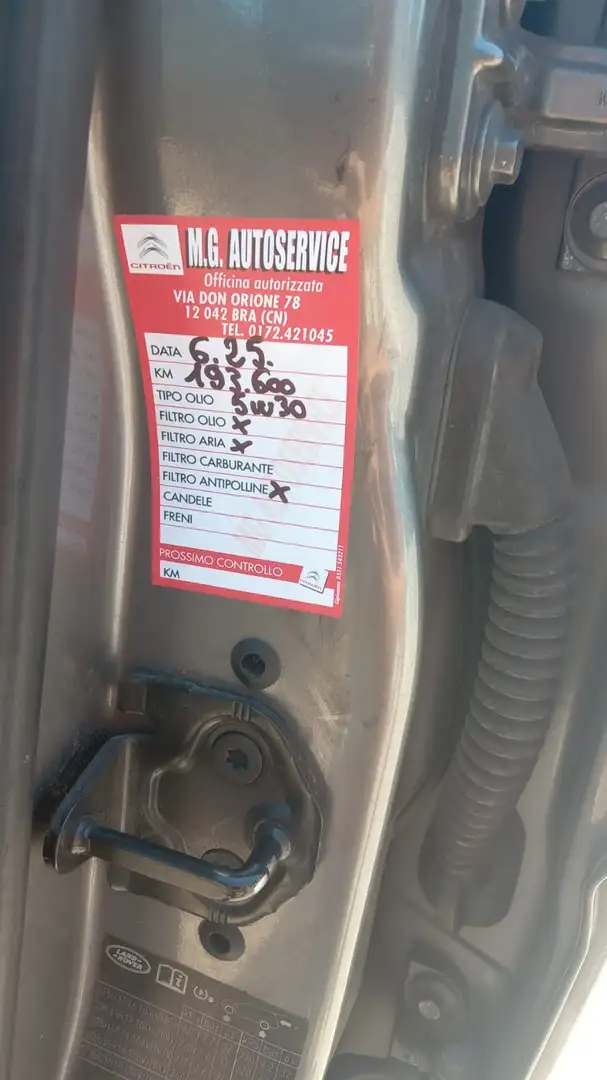 CITROËN
M.G. AUTOSERVICE
Officina autorizzata
VIA DON ORIONE 78
12 042 BRA (CN)
TEL. 0172.421045
DATA 6.25.
KM 193.600
TIPO OLIO 5W30
FILTRO OLIO X
FILTRO ARIA X
FILTRO CARBURANTE
FILTRO ANTIPOLLINE X
CANDELE
FRENI
PROSSIMO CONTROLLO
KM
CITROËN
LAND ROVER